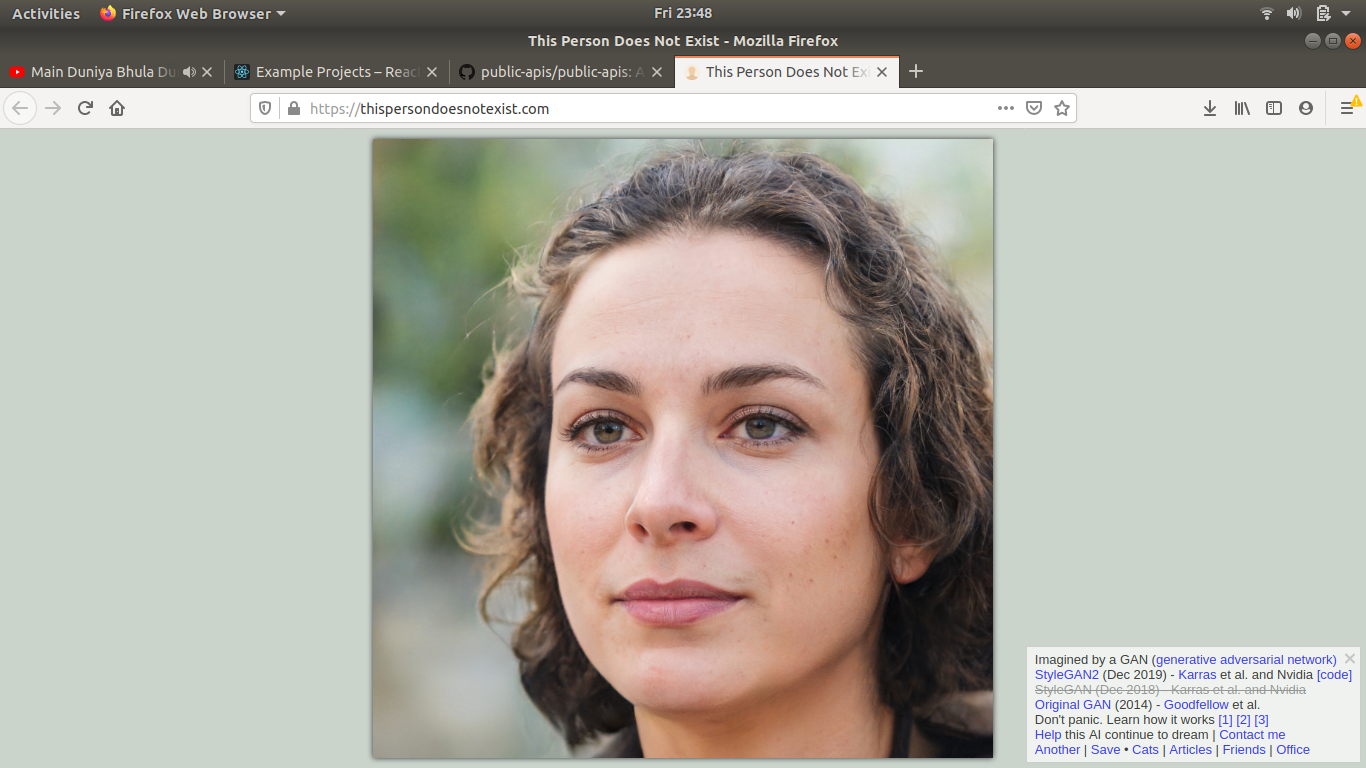 Activities Firefox Web Browser Fri 23:48
This Person Does Not Exist - Mozilla Firefox
Main Duniya Bhula Du Example Projects – Reac public-apis/public-apis: A This Person Does Not Exi
https://thispersondoesnotexist.com
Imagined by a GAN (generative adversarial network)
StyleGAN2 (Dec 2019) - Karras et al. and Nvidia [code]
StyleGAN (Dec 2018) - Karras et al. and Nvidia
Original GAN (2014) - Goodfellow et al.
Don't panic. Learn how it works [1] [2] [3]
Help this AI continue to dream | Contact me
Another | Save • Cats | Articles | Friends | Office